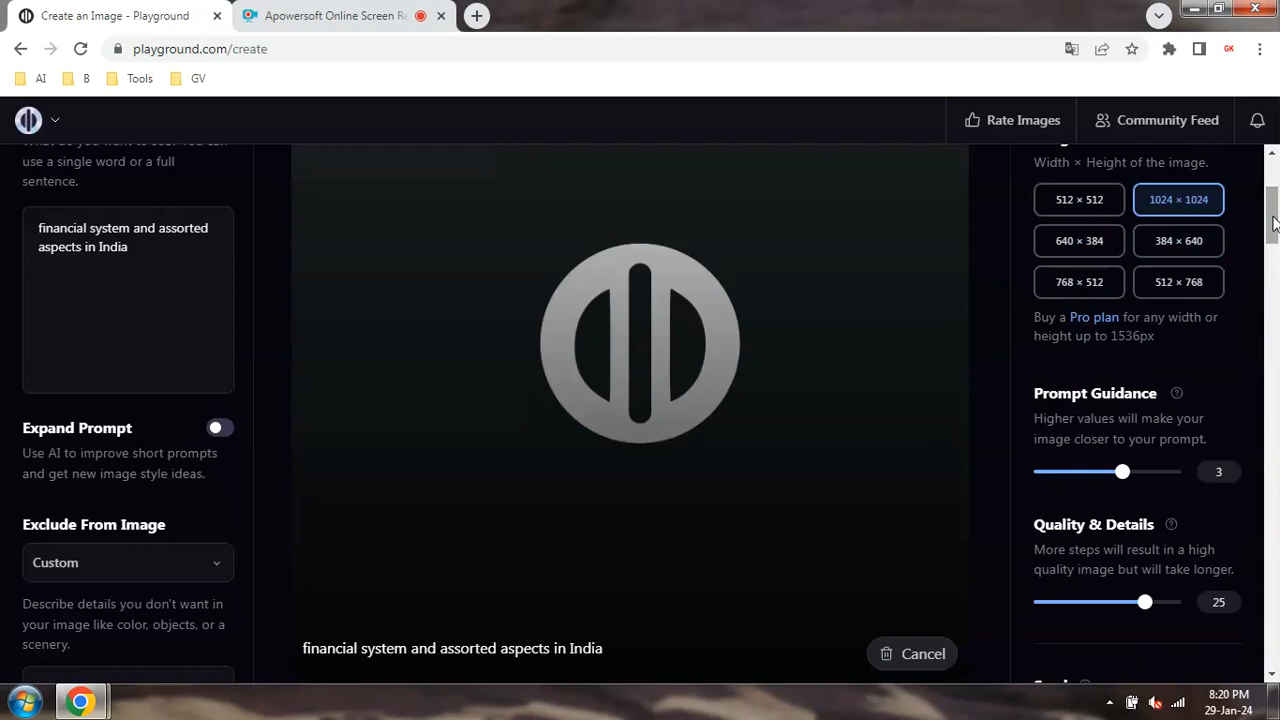 Create an Image - Playground
Apowersoft Online Screen Re
playground.com/create
GK
AI
B
Tools
GV
Rate Images
Community Feed
use a single word or a full
sentence.
financial system and assorted
aspects in India
Expand Prompt
Use AI to improve short prompts
and get new image style ideas.
Exclude From Image
Custom
Describe details you don't want in
your image like color, objects, or a
scenery.
financial system and assorted aspects in India
Cancel
Width × Height of the image.
512 × 512
1024 × 1024
640 × 384
384 × 640
768 × 512
512 × 768
Buy a Pro plan for any width or
height up to 1536px
Prompt Guidance
Higher values will make your
image closer to your prompt.
3
Quality & Details
More steps will result in a high
quality image but will take longer.
25
8:20 PM
29-Jan-24